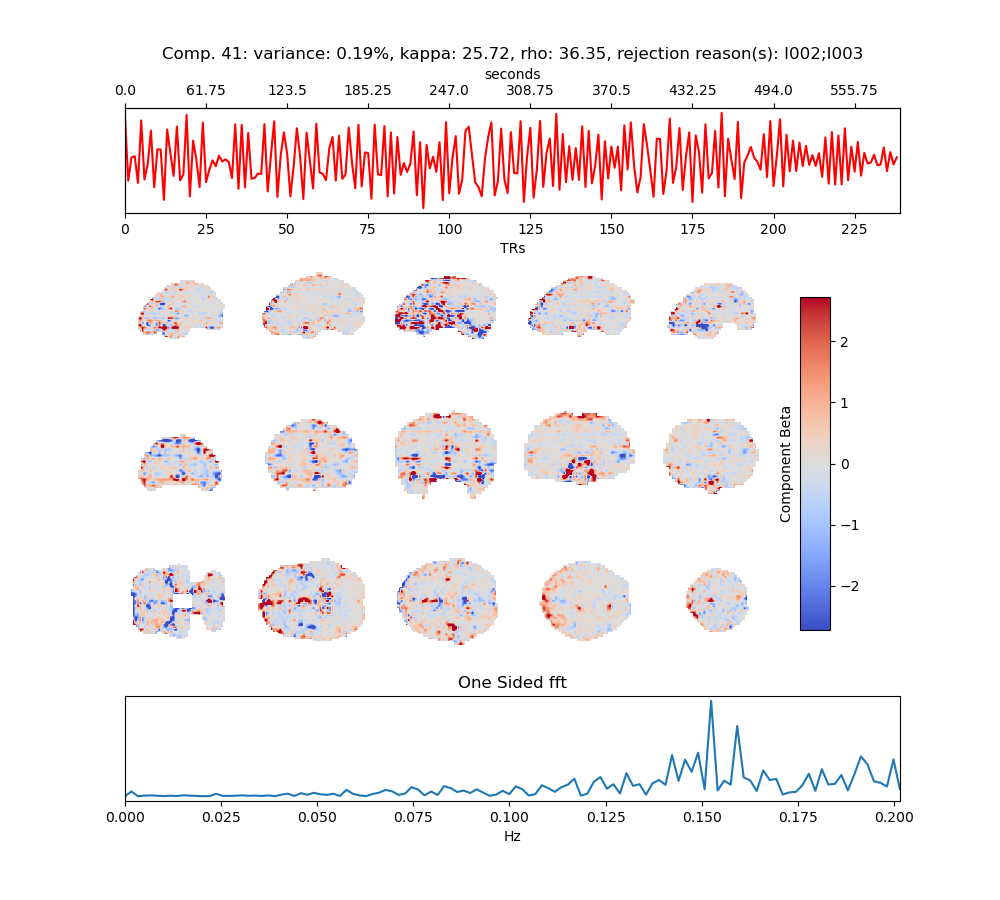 Comp. 41: variance: 0.19%, kappa: 25.72, rho: 36.35, rejection reason(s): I002;I003
seconds
0.0 61.75 123.5 185.25 247.0 308.75 370.5 432.25 494.0 555.75
0 25 50 75 100 125 150 175 200 225
TRs
2
1
0
−1
−2
Component Beta
One Sided fft
0.000 0.025 0.050 0.075 0.100 0.125 0.150 0.175 0.200
Hz